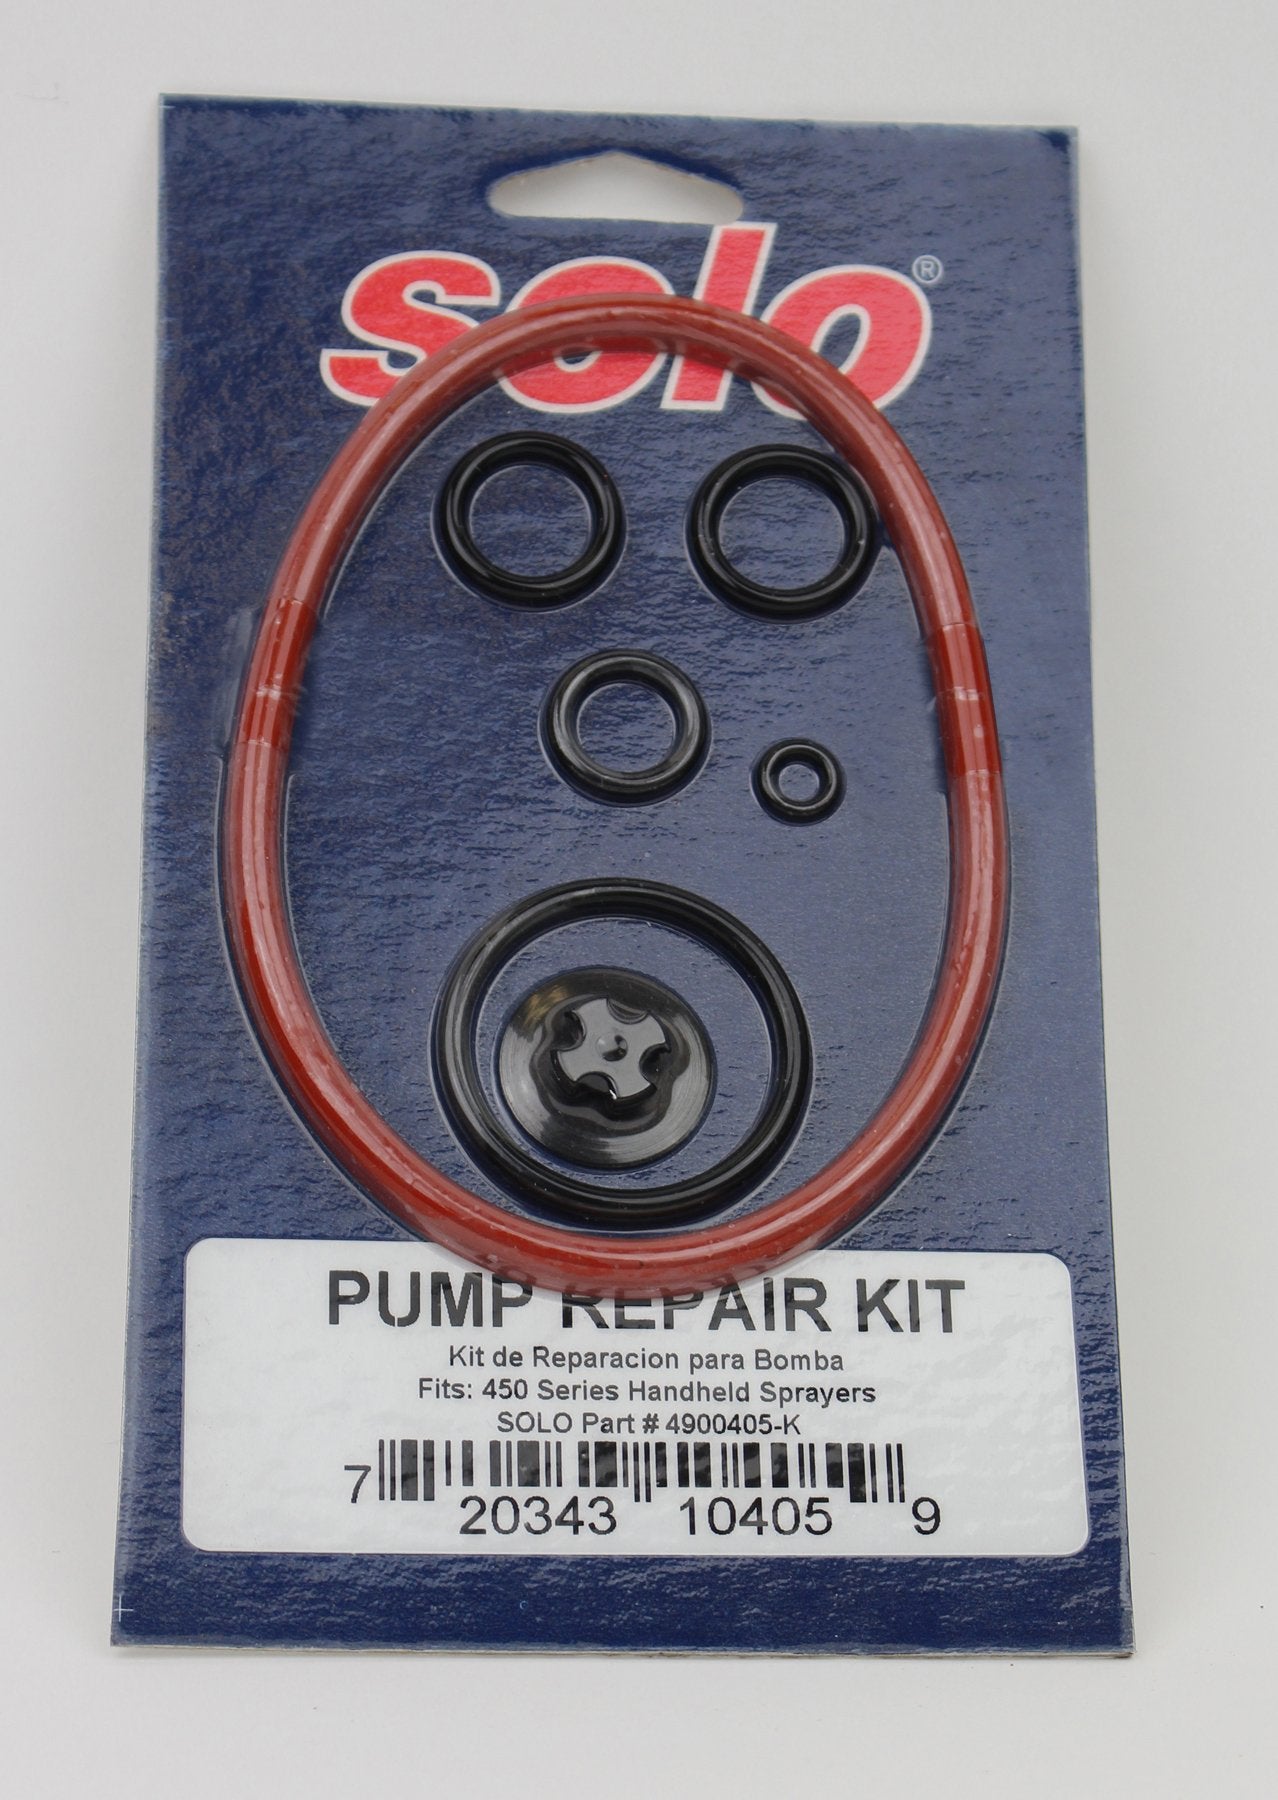 solo®
PUMP REPAIR KIT
Kit de Reparacion para Bomba
Fits: 450 Series Handheld Sprayers
SOLO Part # 4900405-K
7 20343 10405 9